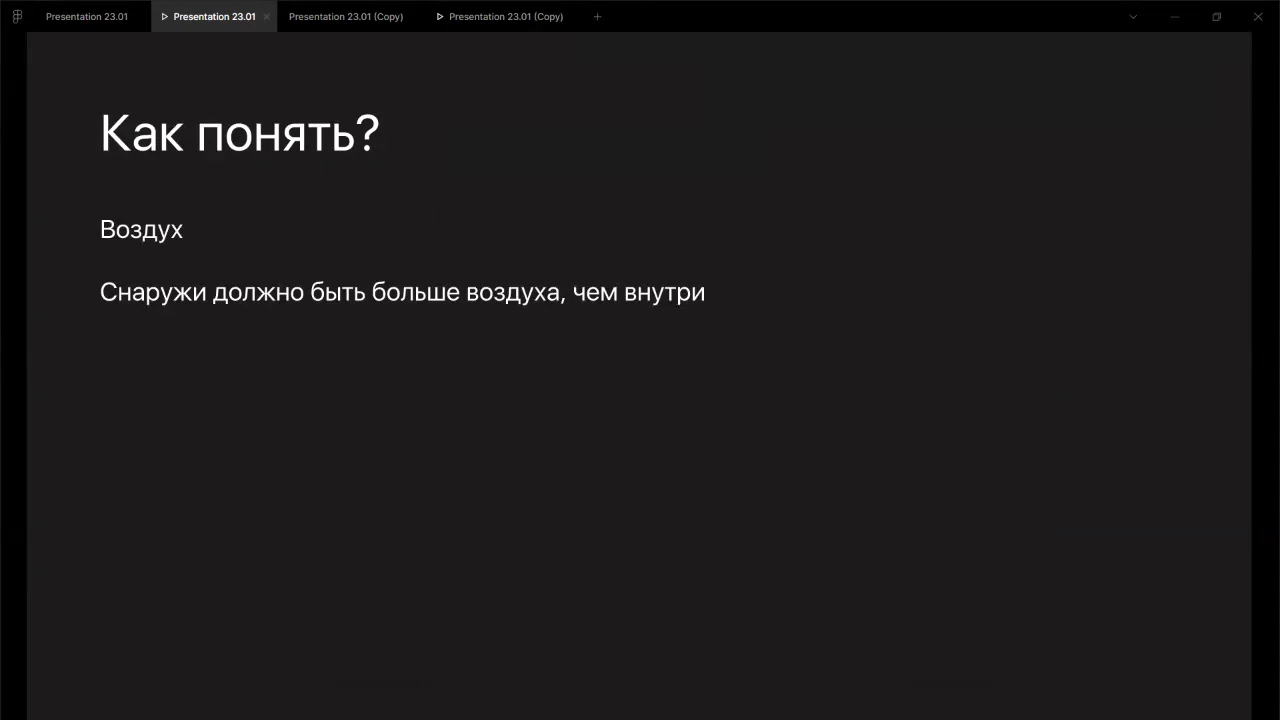 Presentation 23.01
Presentation 23.01
Presentation 23.01 (Copy)
Presentation 23.01 (Copy)
Как понять?
Воздух
Снаружи должно быть больше воздуха, чем внутри